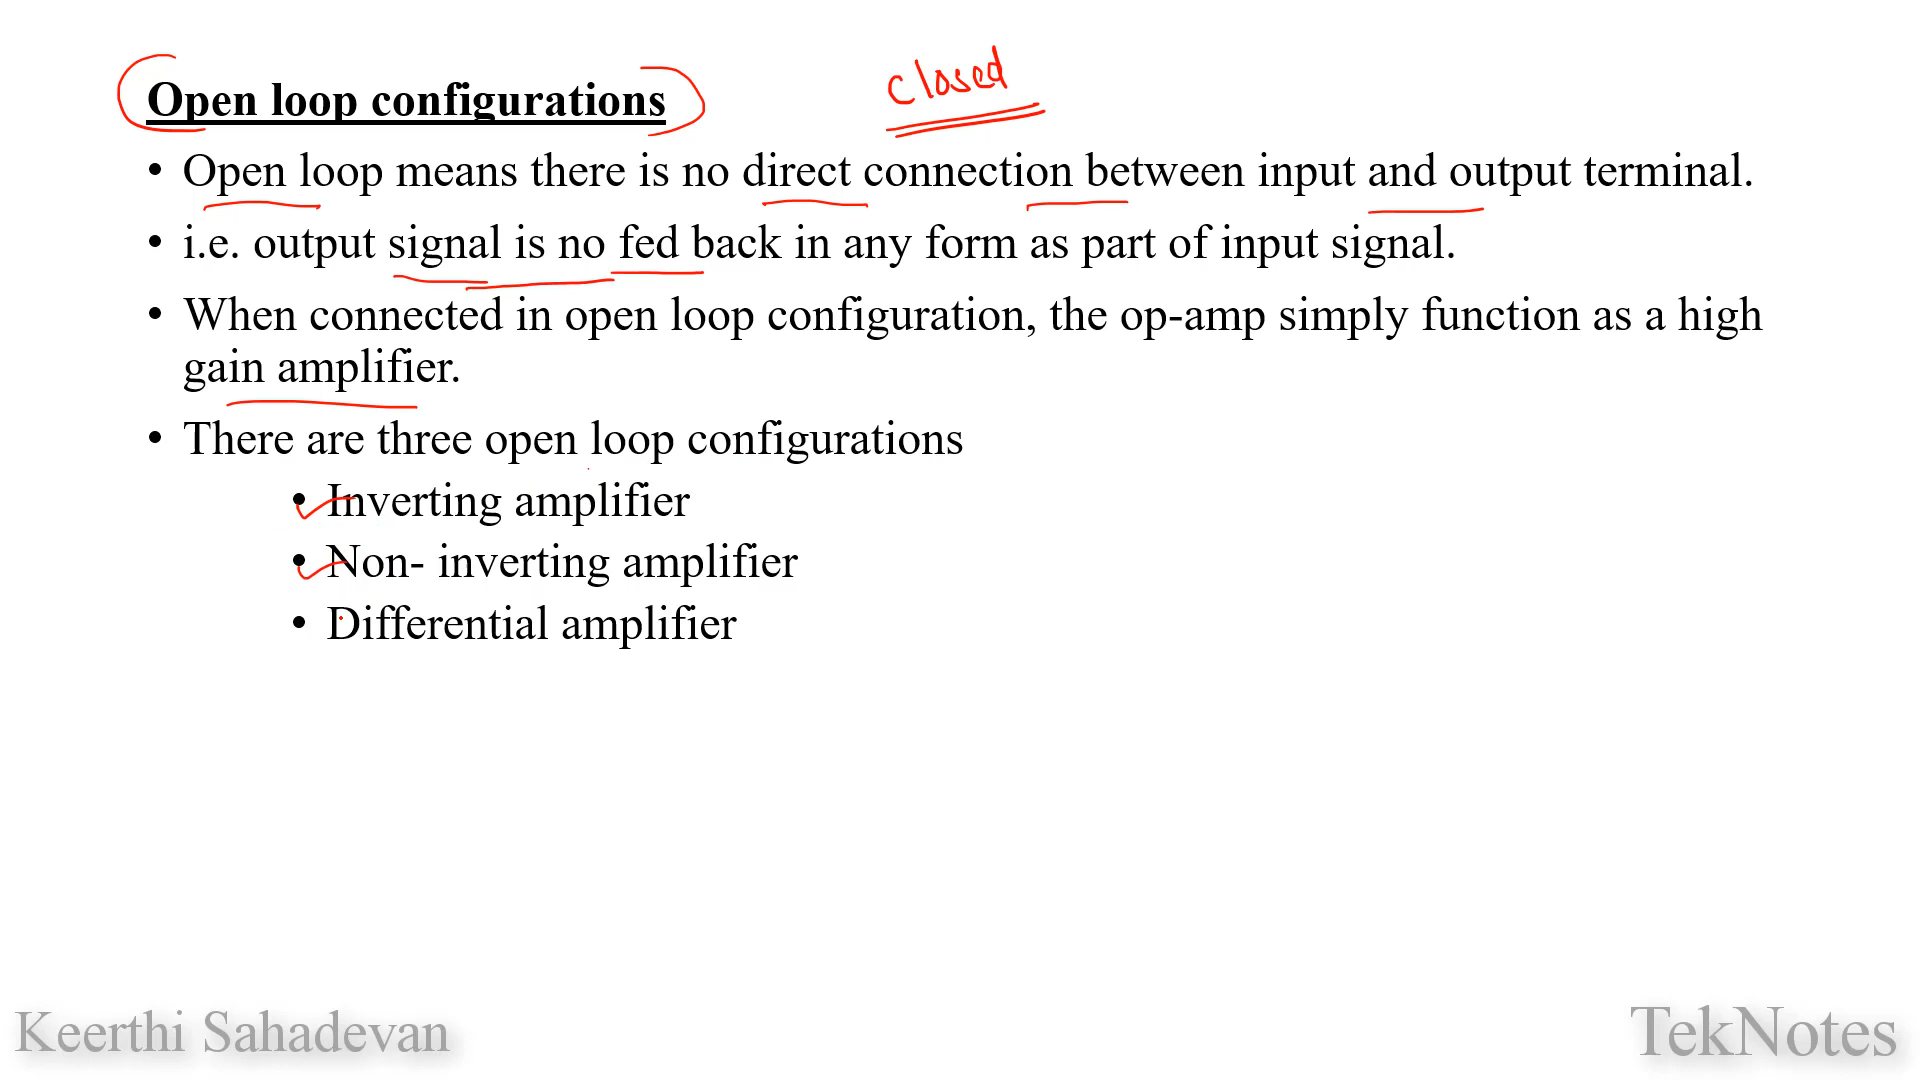 Open loop configurations
closed
• Open loop means there is no direct connection between input and output terminal.
• i.e. output signal is no fed back in any form as part of input signal.
• When connected in open loop configuration, the op-amp simply function as a high
gain amplifier.
• There are three open loop configurations
• Inverting amplifier
• Non- inverting amplifier
• Differential amplifier
Keerthi Sahadevan
TekNotes